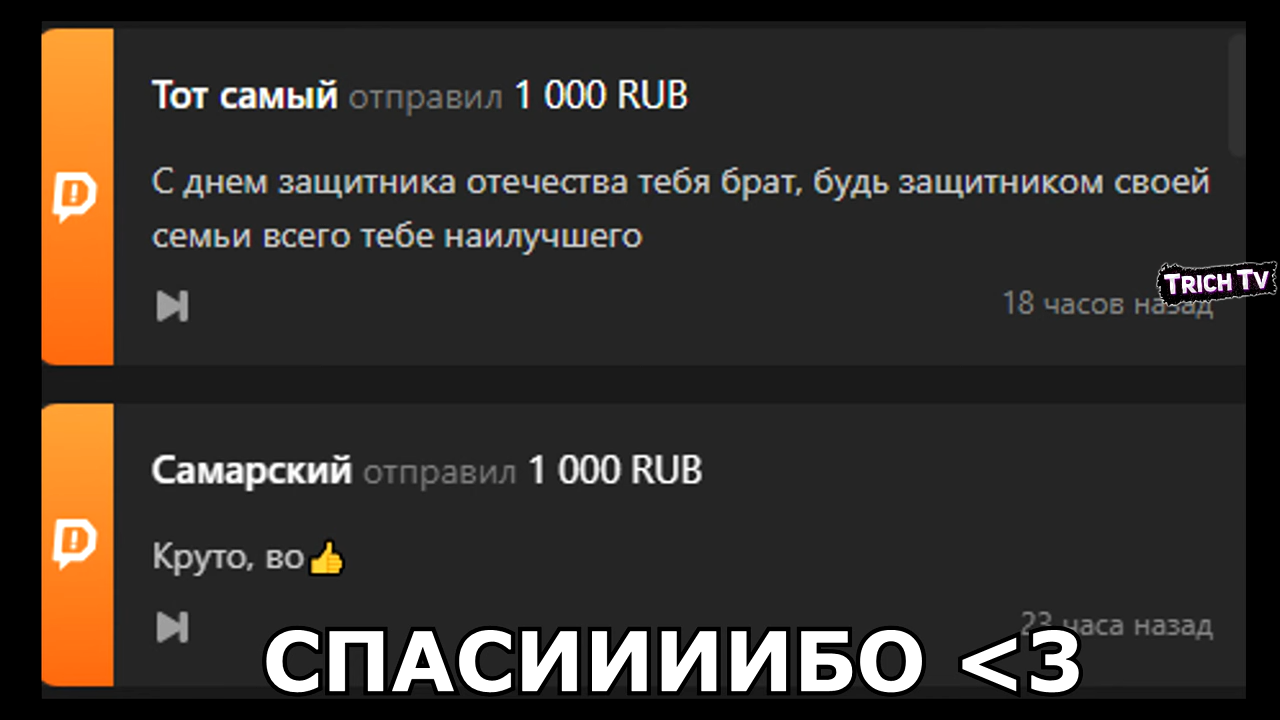 Тот самый отправил 1 000 RUB
С днем защитника отечества тебя брат, будь защитником своей
семьи всего тебе наилучшего
18 часов назад
TRICH TV
Самарский отправил 1 000 RUB
Круто, во👍
23 часа назад
СПАСИИИИБО <3